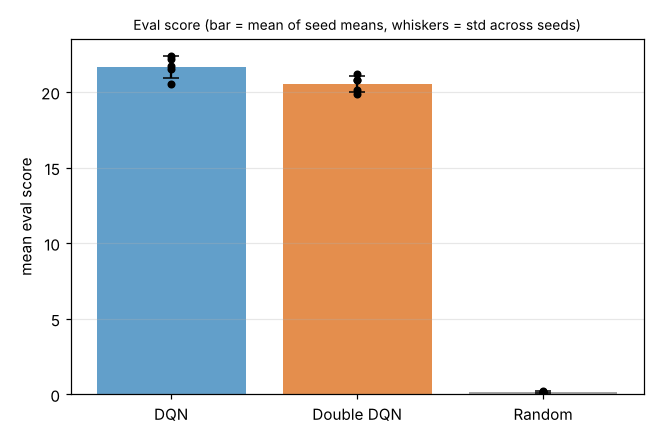 Eval score (bar = mean of seed means, whiskers = std across seeds)
mean eval score
20
15
10
5
0
DQN
Double DQN
Random